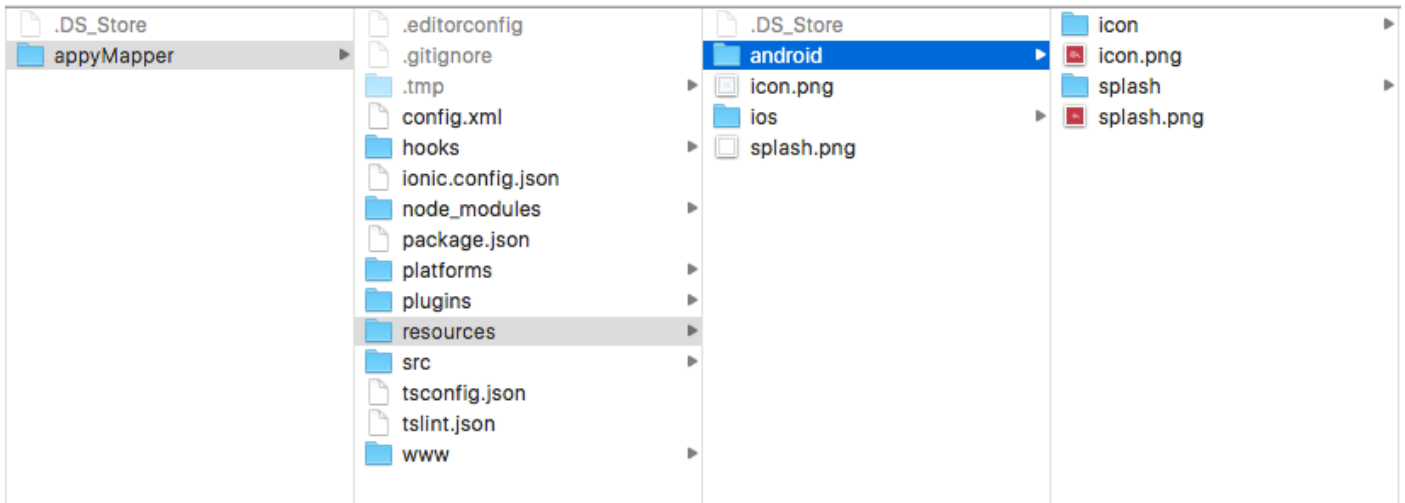 .DS_Store
appyMapper
.editorconfig
.gitignore
.tmp
config.xml
hooks
ionic.config.json
node_modules
package.json
platforms
plugins
resources
src
tsconfig.json
tslint.json
www
.DS_Store
android
icon.png
ios
splash.png
icon
icon.png
splash
splash.png